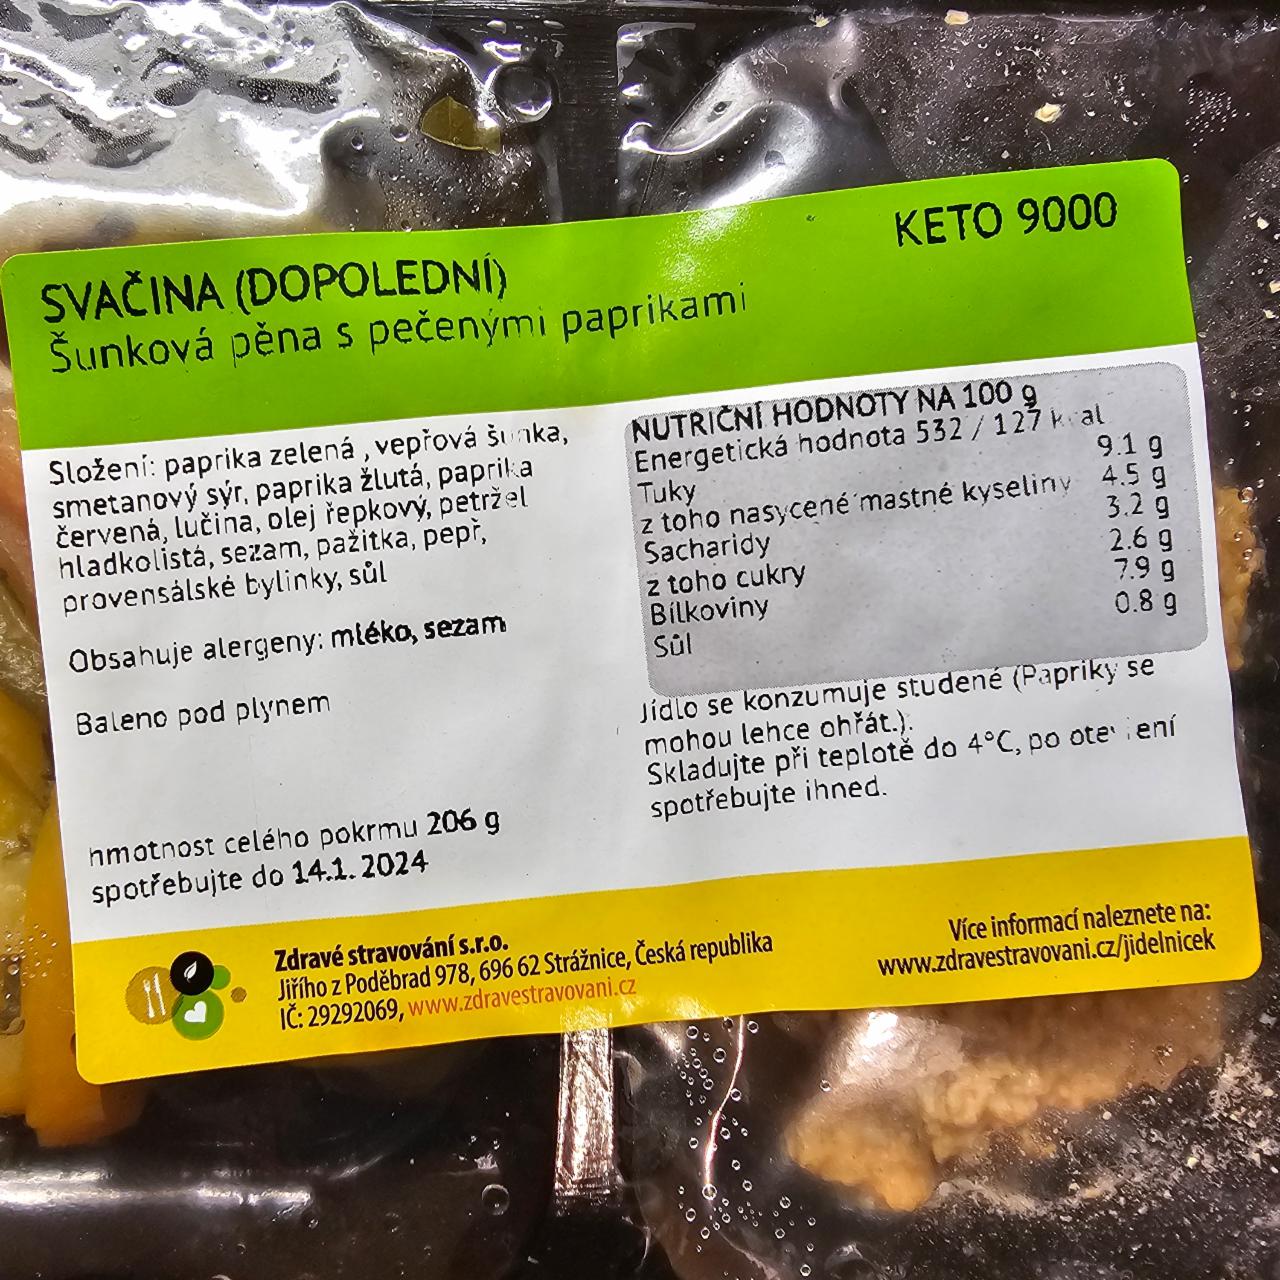 KETO 9000
SVAČINA (DOPOLEDNÍ)
Šunková pěna s pečenými paprikami
Složení: paprika zelená , vepřová šunka,
smetanový sýr, paprika žlutá, paprika
červená, lučina, olej řepkový, petržel
hladkolistá, sezam, pažitka, pepř,
provensálské bylinky, sůl
Obsahuje alergeny: mléko, sezam
Baleno pod plynem
hmotnost celého pokrmu 206 g
spotřebujte do 14.1. 2024
NUTRIČNÍ HODNOTY NA 100 g
Energetická hodnota 532 / 127 kcal
Tuky 9.1 g
z toho nasycené mastné kyseliny 4.5 g
Sacharidy 3.2 g
z toho cukry 2.6 g
Bílkoviny 7.9 g
Sůl 0.8 g
Jídlo se konzumuje studené (Papriky se
mohou lehce ohřát.).
Skladujte při teplotě do 4°C, po otevření
spotřebujte ihned.
Zdravé stravování s.r.o.
Jiřího z Poděbrad 978, 696 62 Strážnice, Česká republika
IČ: 29292069, www.zdravestravovani.cz
Více informací naleznete na:
www.zdravestravovani.cz/jidelnicek